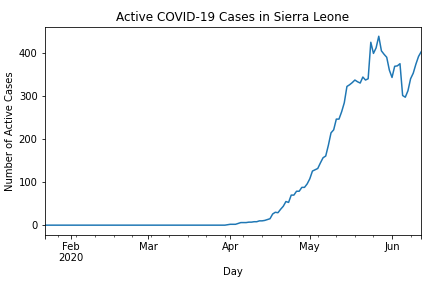 Active COVID-19 Cases in Sierra Leone
Number of Active Cases
400
300
200
100
0
Feb Mar Apr May Jun
2020
Day